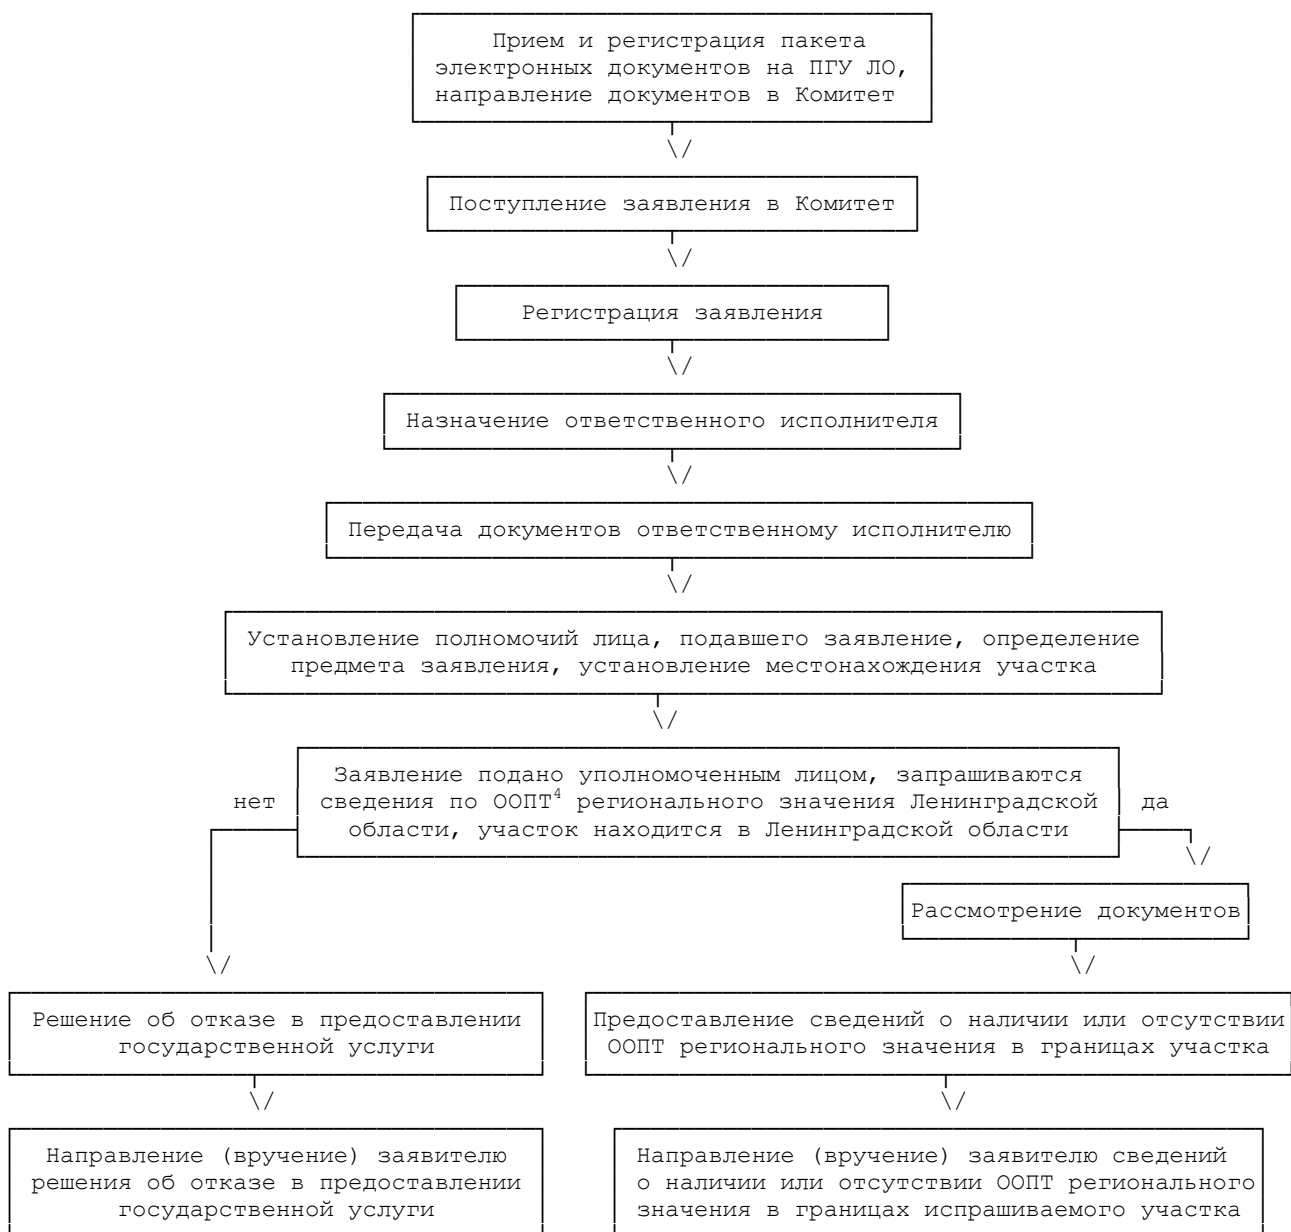 Прием и регистрация пакета
электронных документов на ПГУ ЛО,
направление документов в Комитет
\/
Поступление заявления в Комитет
\/
Регистрация заявления
\/
Назначение ответственного исполнителя
\/
Передача документов ответственному исполнителю
\/
Установление полномочий лица, подавшего заявление, определение
предмета заявления, установление местонахождения участка
\/
Заявление подано уполномоченным лицом, запрашиваются
нет
сведения по ООПТ⁴ регионального значения Ленинградской
да
области, участок находится в Ленинградской области
\/
Рассмотрение документов
\/
\/
Решение об отказе в предоставлении
государственной услуги
Предоставление сведений о наличии или отсутствии
ООПТ регионального значения в границах участка
\/
\/
Направление (вручение) заявителю
решения об отказе в предоставлении
государственной услуги
Направление (вручение) заявителю сведений
о наличии или отсутствии ООПТ регионального
значения в границах испрашиваемого участка